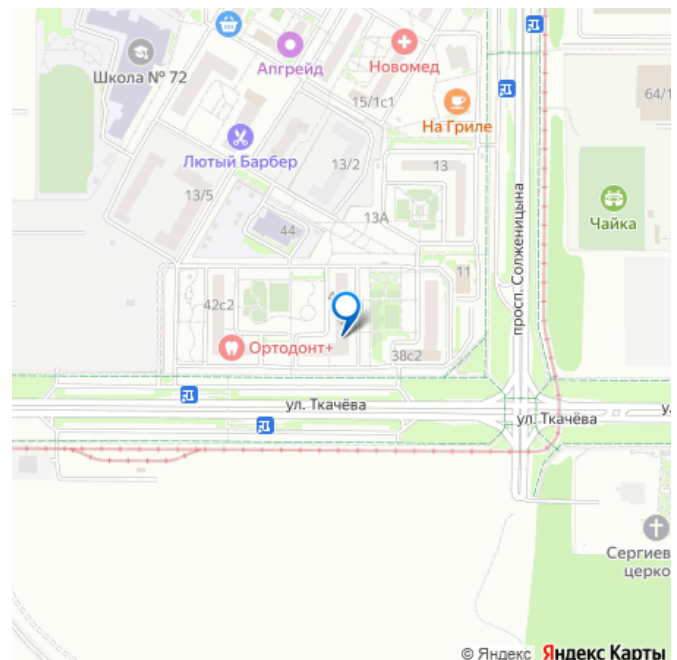 Школа № 72
Апгрейд
Новомед
15/1с1
64/1
На Гриле
Лютый Барбер
13/2
13
13/5
13А
Чайка
44
просп. Солженицына
11
42с2
Ортодонт+
38с2
ул. Ткачёва
ул. Ткачёва
у
Сергиев
церко
© Яндекс Яндекс Карты